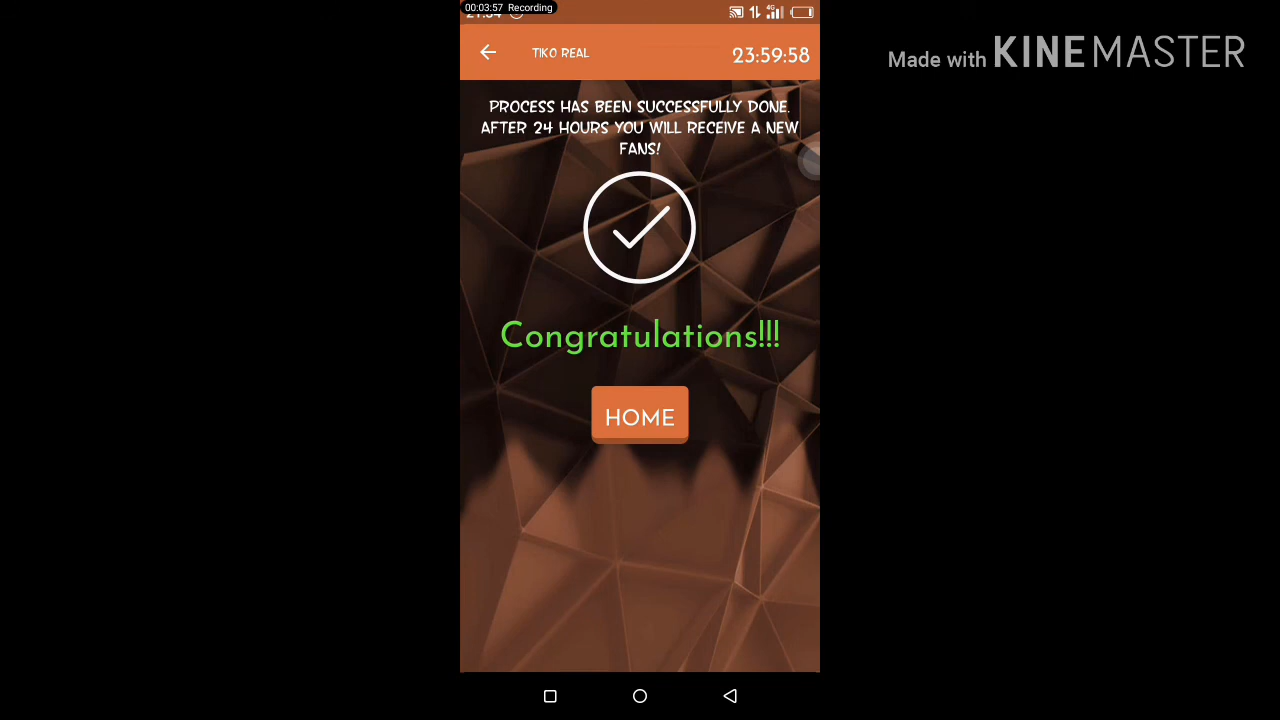 00:03:57 Recording
4G
TIKO REAL
23:59:58
Made with KINEMASTER
PROCESS HAS BEEN SUCCESSFULLY DONE.
AFTER 24 HOURS YOU WILL RECEIVE A NEW
FANS!
Congratulations!!!
HOME